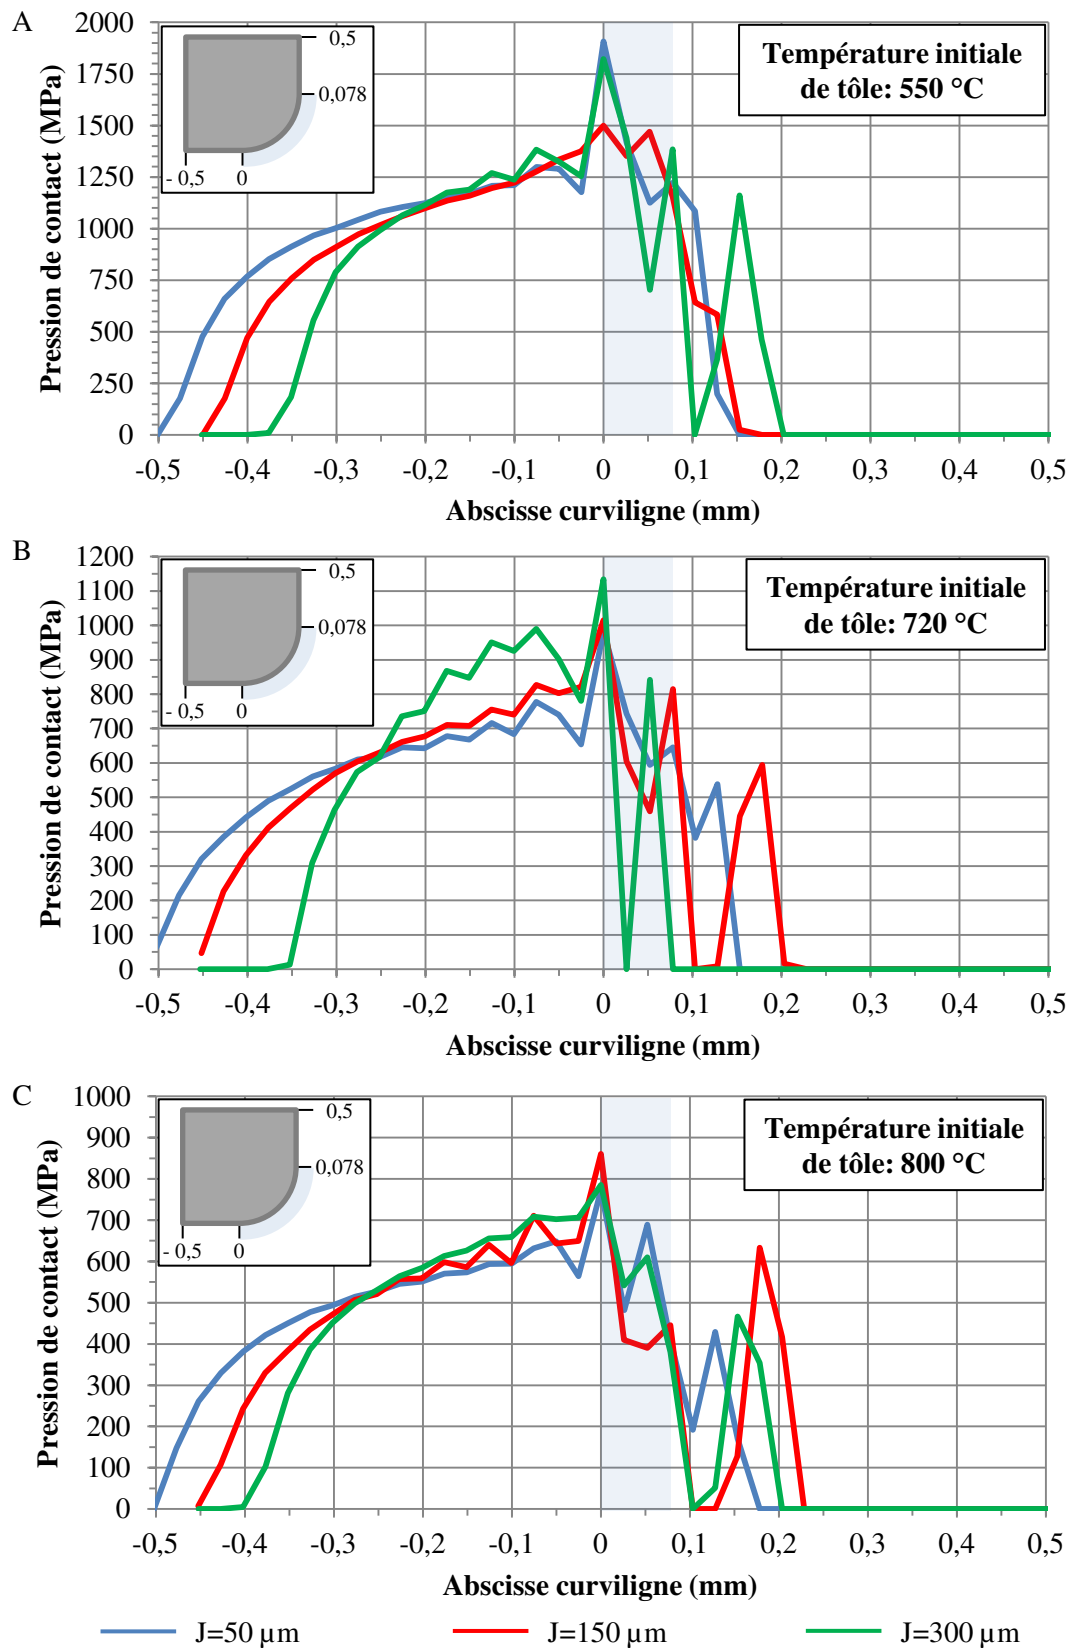 A
Pression de contact (MPa)
2000
1750
1500
1250
1000
750
500
250
0
0,5
0,078
- 0,5 0
Température initiale
de tôle: 550 °C
-0,5 -0,4 -0,3 -0,2 -0,1 0 0,1 0,2 0,3 0,4 0,5
Abscisse curviligne (mm)
B
Pression de contact (MPa)
1200
1100
1000
900
800
700
600
500
400
300
200
100
0
0,5
0,078
- 0,5 0
Température initiale
de tôle: 720 °C
-0,5 -0,4 -0,3 -0,2 -0,1 0 0,1 0,2 0,3 0,4 0,5
Abscisse curviligne (mm)
C
Pression de contact (MPa)
1000
900
800
700
600
500
400
300
200
100
0
0,5
0,078
- 0,5 0
Température initiale
de tôle: 800 °C
-0,5 -0,4 -0,3 -0,2 -0,1 0 0,1 0,2 0,3 0,4 0,5
Abscisse curviligne (mm)
J=50 µm J=150 µm J=300 µm